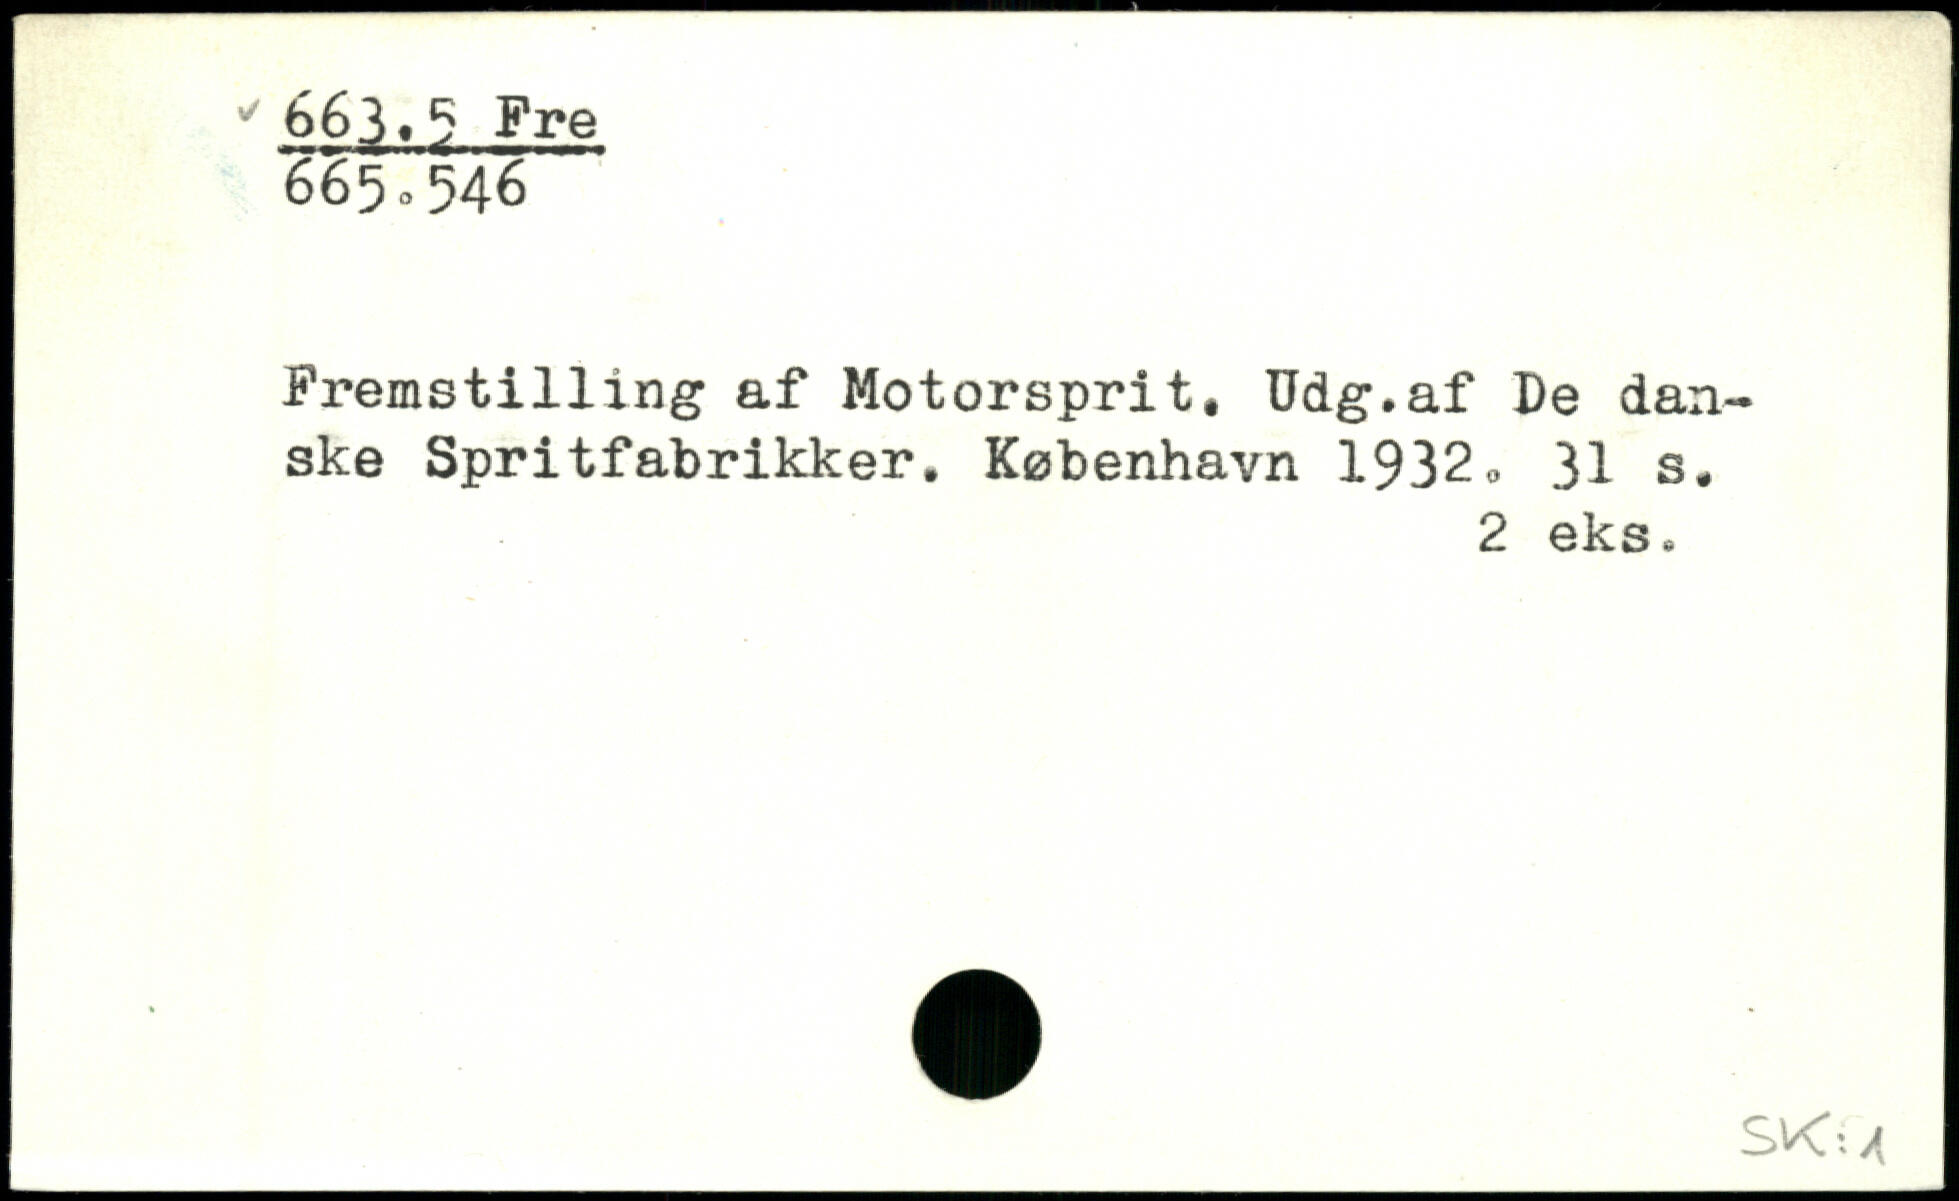 663.5 Fre
665.546
Fremstilling af Motorsprit. Udg.af De dan-
ske Spritfabrikker. København 1932. 31 s.
2 eks.
SK:1